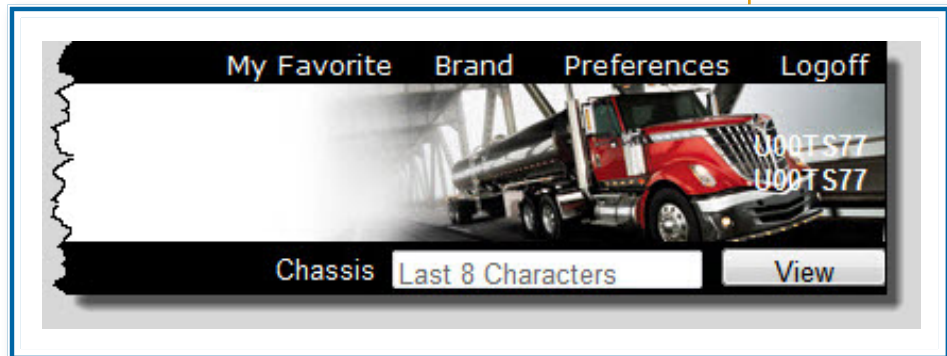 My Favorite Brand Preferences Logoff
U00TS77
U00TS77
Chassis Last 8 Characters View